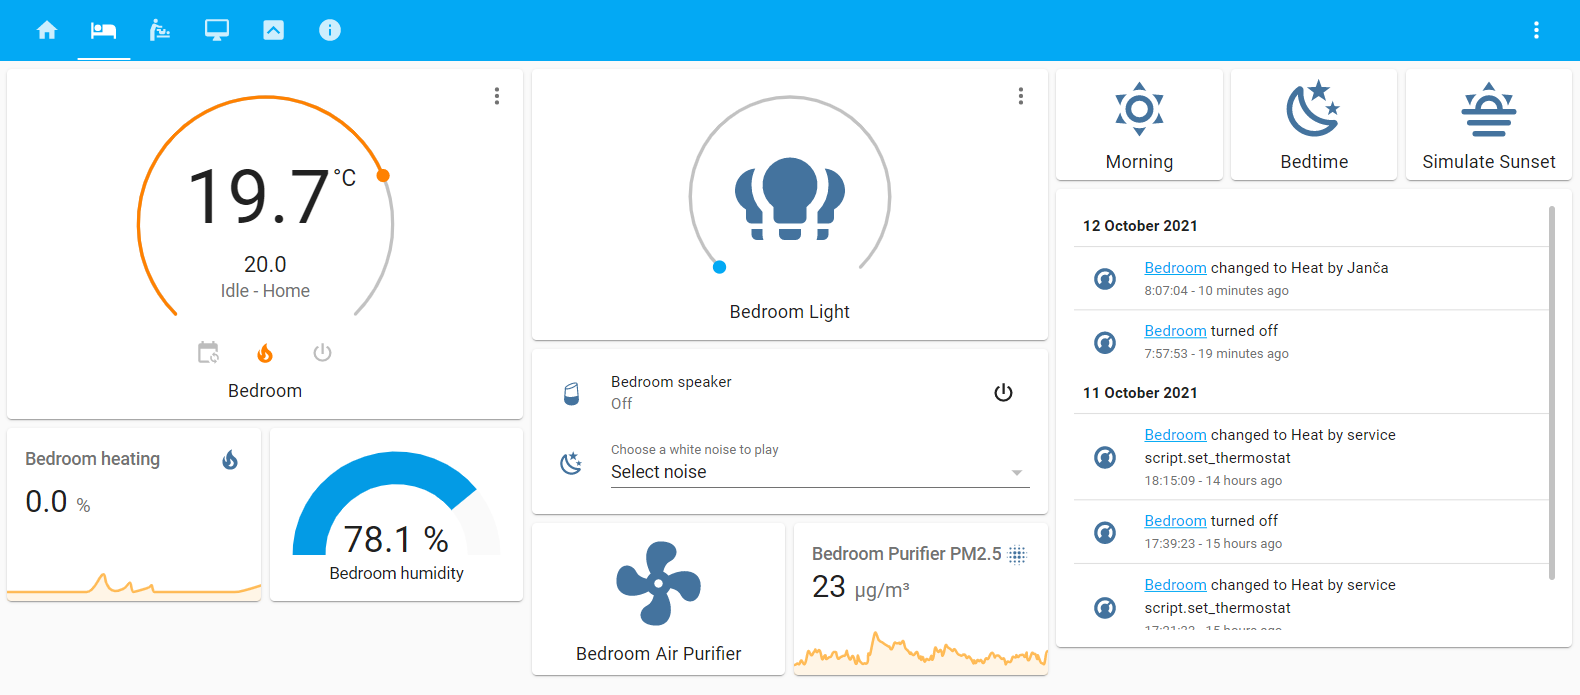 19.7 °C
20.0
Idle - Home
Bedroom
Bedroom heating
0.0 %
78.1 %
Bedroom humidity
Bedroom Light
Bedroom speaker
Off
Choose a white noise to play
Select noise
Bedroom Air Purifier
Bedroom Purifier PM2.5
23 µg/m³
Morning
Bedtime
Simulate Sunset
12 October 2021
Bedroom changed to Heat by Janča
8:07:04 - 10 minutes ago
Bedroom turned off
7:57:53 - 19 minutes ago
11 October 2021
Bedroom changed to Heat by service
script.set_thermostat
18:15:09 - 14 hours ago
Bedroom turned off
17:39:23 - 15 hours ago
Bedroom changed to Heat by service
script.set_thermostat
15 hours ago